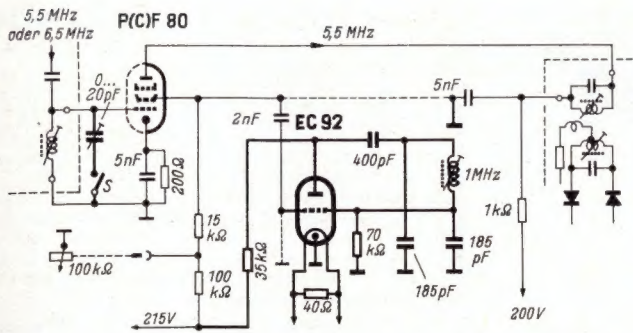 5,5 MHz
oder 6,5 MHz
P(C)F 80
5,5 MHz
0...
20pF
5nF
200Ω
S
2nF
EC 92
400pF
5nF
1MHz
1kΩ
15
kΩ
100
kΩ
100kΩ
35kΩ
70
kΩ
40Ω
185pF
185
pF
215V
200V